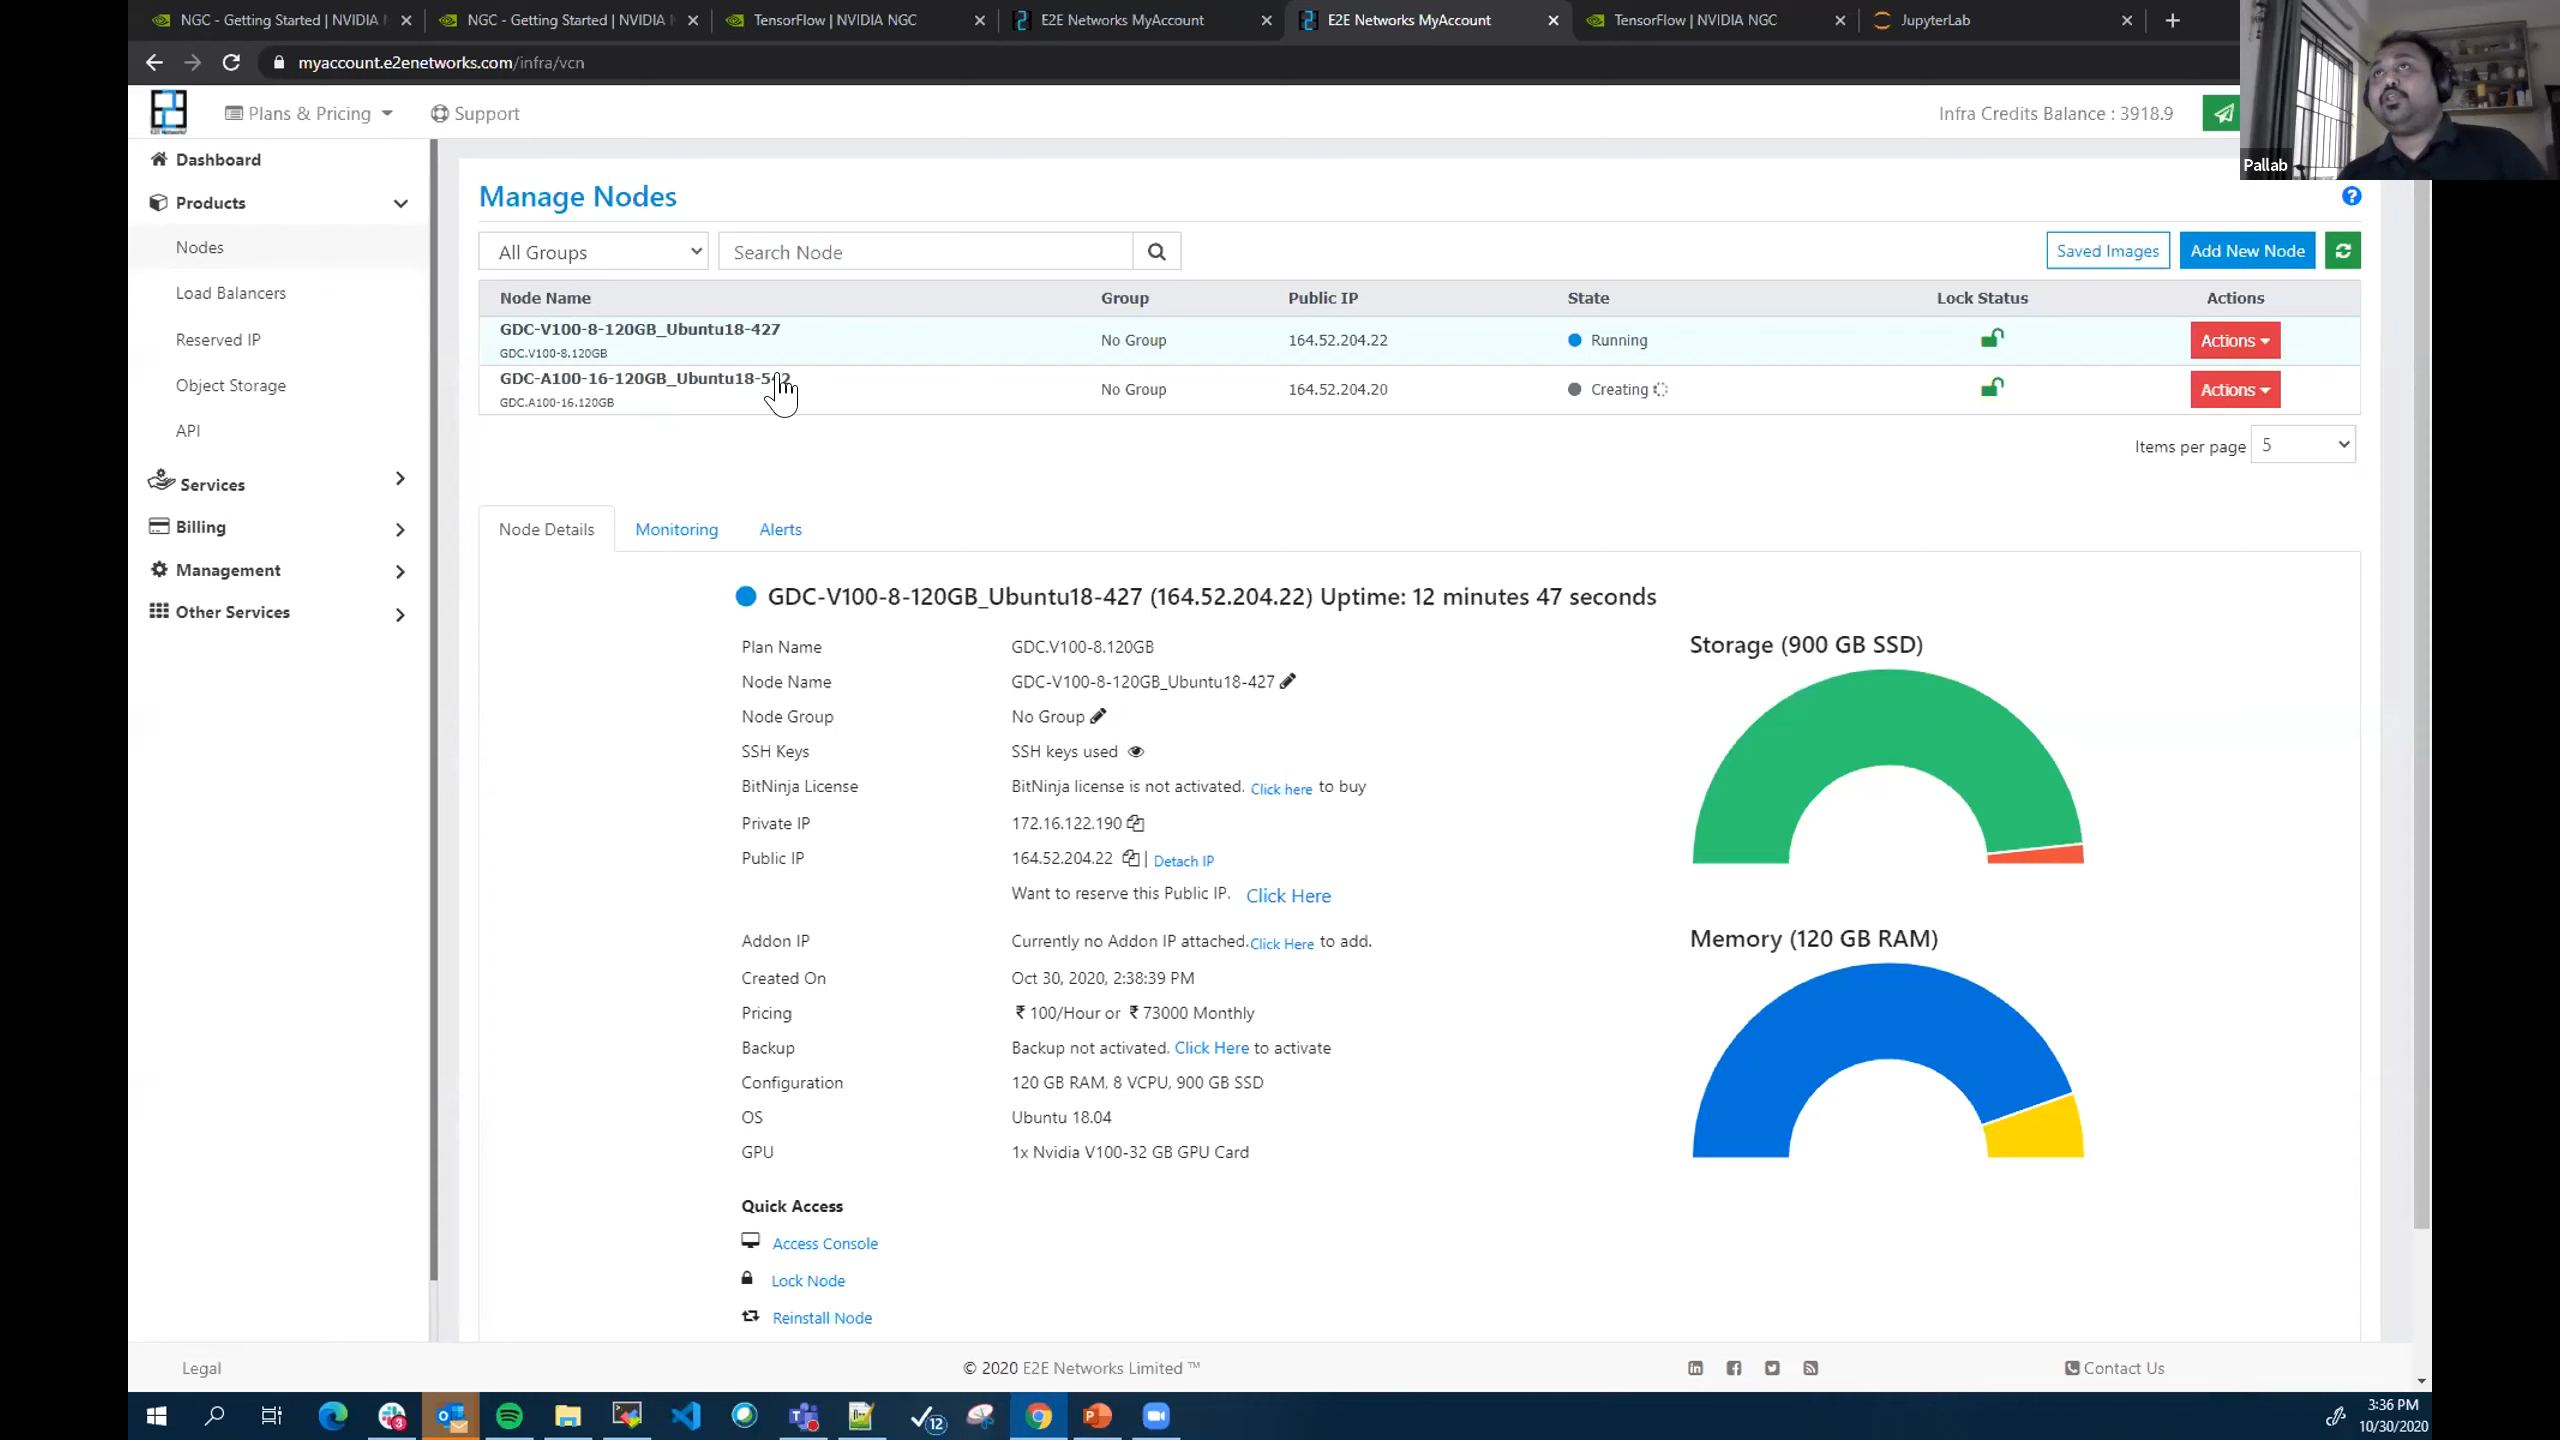 NGC - Getting Started | NVIDIA
NGC - Getting Started | NVIDIA
TensorFlow | NVIDIA NGC
E2E Networks MyAccount
E2E Networks MyAccount
TensorFlow | NVIDIA NGC
JupyterLab
myaccount.e2enetworks.com/infra/vcn
Plans & Pricing
Support
Infra Credits Balance : 3918.9
Pallab
Dashboard
Products
Nodes
Load Balancers
Reserved IP
Object Storage
API
Services
Billing
Management
Other Services
Manage Nodes
All Groups
Search Node
Saved Images
Add New Node
Node Name Group Public IP State Lock Status Actions
GDC-V100-8-120GB_Ubuntu18-427
GDC.V100-8.120GB
No Group 164.52.204.22 Running Actions
GDC-A100-16-120GB_Ubuntu18-542
GDC.A100-16.120GB
No Group 164.52.204.20 Creating Actions
Items per page 5
Node Details Monitoring Alerts
GDC-V100-8-120GB_Ubuntu18-427 (164.52.204.22) Uptime: 12 minutes 47 seconds
Plan Name GDC.V100-8.120GB
Node Name GDC-V100-8-120GB_Ubuntu18-427
Node Group No Group
SSH Keys SSH keys used
BitNinja License BitNinja license is not activated. Click here to buy
Private IP 172.16.122.190
Public IP 164.52.204.22 | Detach IP
Want to reserve this Public IP. Click Here
Addon IP Currently no Addon IP attached. Click Here to add.
Created On Oct 30, 2020, 2:38:39 PM
Pricing ₹ 100/Hour or ₹ 73000 Monthly
Backup Backup not activated. Click Here to activate
Configuration 120 GB RAM, 8 VCPU, 900 GB SSD
OS Ubuntu 18.04
GPU 1x Nvidia V100-32 GB GPU Card
Storage (900 GB SSD)
Memory (120 GB RAM)
Quick Access
Access Console
Lock Node
Reinstall Node
Legal
© 2020 E2E Networks Limited ™
Contact Us
3
12
3:36 PM
10/30/2020